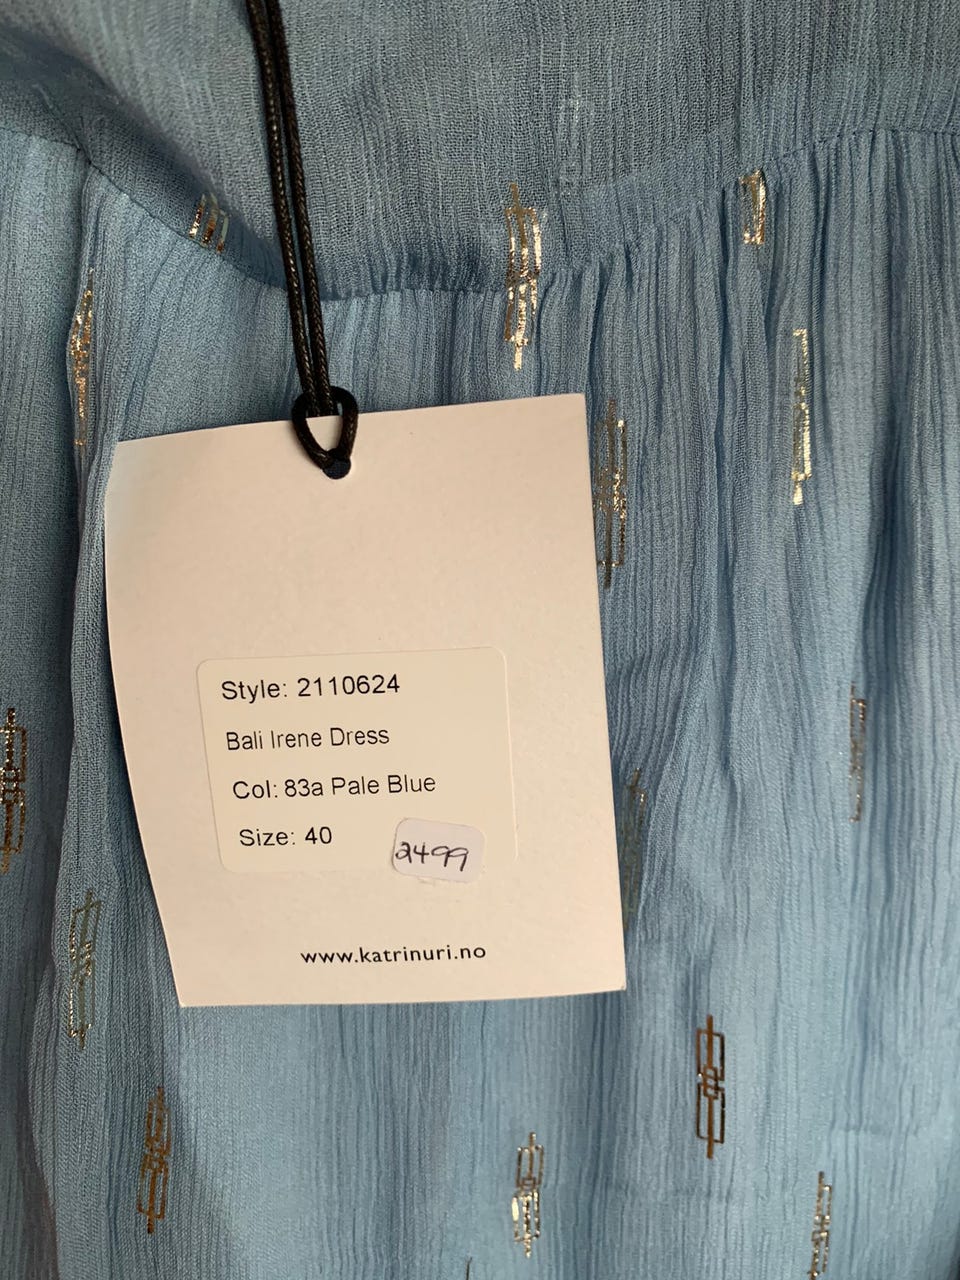 Style: 2110624
Bali Irene Dress
Col: 83a Pale Blue
Size: 40
2499
www.katrinuri.no